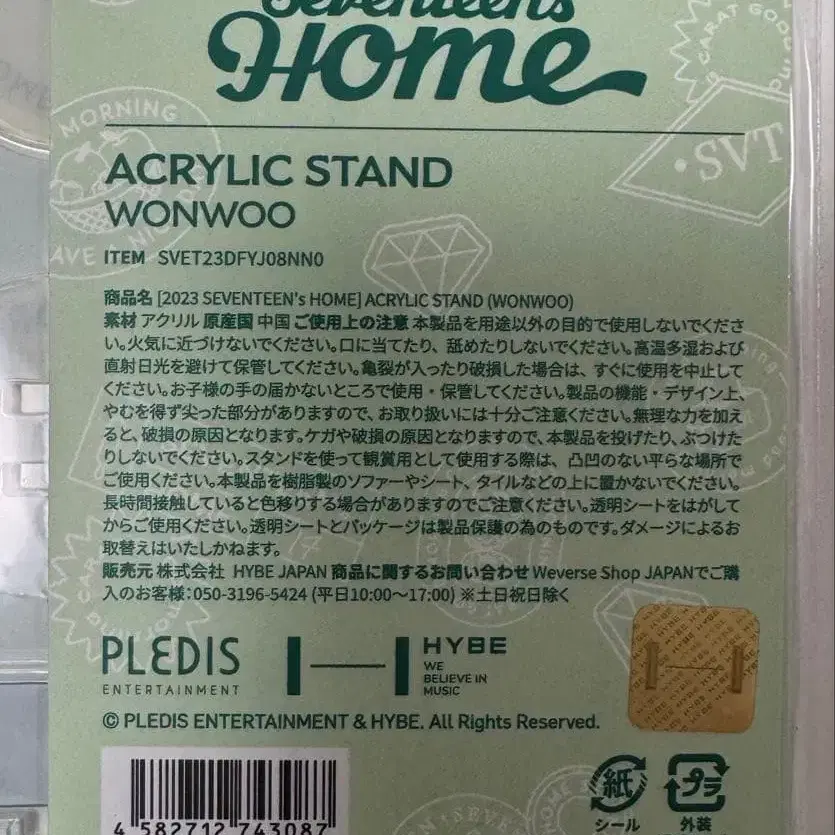 Seventeen's
Home
ACRYLIC STAND
WONWOO
ITEM SVET23DFYJ08NN0
商品名 [2023 SEVENTEEN's HOME] ACRYLIC STAND (WONWOO)
素材 アクリル 原産国 中国 ご使用上の注意 本製品を用途以外の目的で使用しないでくださ
い。火気に近づけないでください。口に当てたり、舐めたりしないでください。高温多湿および
直射日光を避けて保管してください。亀裂が入ったり破損した場合は、すぐに使用を中止して
ください。お子様の手の届かないところで使用・保管してください。製品の機能・デザイン上、
やむを得ず尖った部分がありますので、お取り扱いには十分ご注意ください。無理な力を加え
ると、破損の原因となります。ケガや破損の原因となりますので、本製品を投げたり、ぶつけた
りしないでください。スタンドを使って観賞用として使用する際は、凸凹のない平らな場所で
ご使用ください。本製品を樹脂製のソファーやシート、タイルなどの上に置かないでください。
長時間接触していると色移りする場合がありますのでご注意ください。透明シートをはがして
からご使用ください。透明シートとパッケージは製品保護の為のものです。ダメージによるお
取替えはいたしかねます。
販売元 株式会社 HYBE JAPAN 商品に関するお問い合わせ Weverse Shop JAPANでご購
入のお客様:050-3196-5424 (平日10:00～17:00) ※土日祝日除く
PLEDIS
ENTERTAINMENT
HYBE
WE
BELIEVE IN
MUSIC
© PLEDIS ENTERTAINMENT & HYBE. All Rights Reserved.
4 582712 743087
紙
シール
プラ
外装
MORNING
SVT